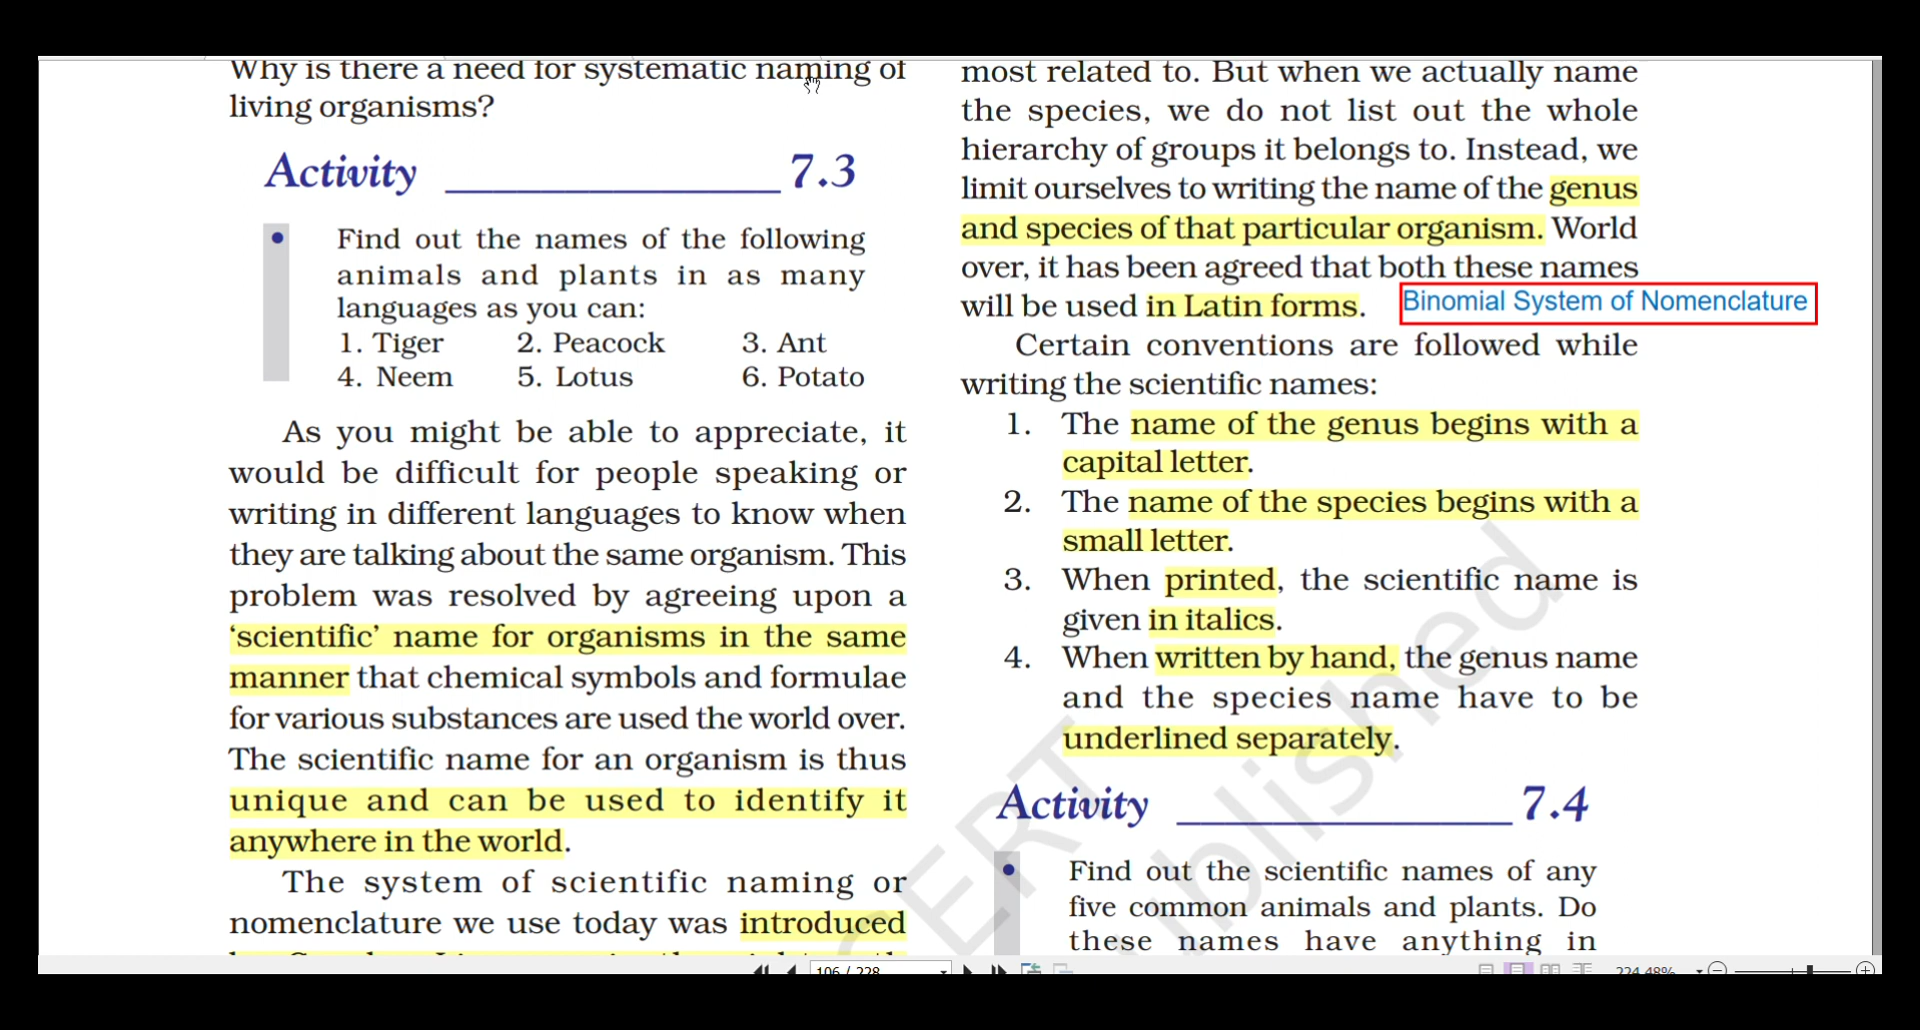 Why is there a need for systematic naming of
living organisms?
Activity 7.3
• Find out the names of the following
animals and plants in as many
languages as you can:
1. Tiger 2. Peacock 3. Ant
4. Neem 5. Lotus 6. Potato
As you might be able to appreciate, it
would be difficult for people speaking or
writing in different languages to know when
they are talking about the same organism. This
problem was resolved by agreeing upon a
‘scientific’ name for organisms in the same
manner that chemical symbols and formulae
for various substances are used the world over.
The scientific name for an organism is thus
unique and can be used to identify it
anywhere in the world.
The system of scientific naming or
nomenclature we use today was introduced
most related to. But when we actually name
the species, we do not list out the whole
hierarchy of groups it belongs to. Instead, we
limit ourselves to writing the name of the genus
and species of that particular organism. World
over, it has been agreed that both these names
will be used in Latin forms.
Binomial System of Nomenclature
Certain conventions are followed while
writing the scientific names:
1. The name of the genus begins with a
capital letter.
2. The name of the species begins with a
small letter.
3. When printed, the scientific name is
given in italics.
4. When written by hand, the genus name
and the species name have to be
underlined separately.
Activity 7.4
• Find out the scientific names of any
five common animals and plants. Do
these names have anything in
106 / 228
224.48%